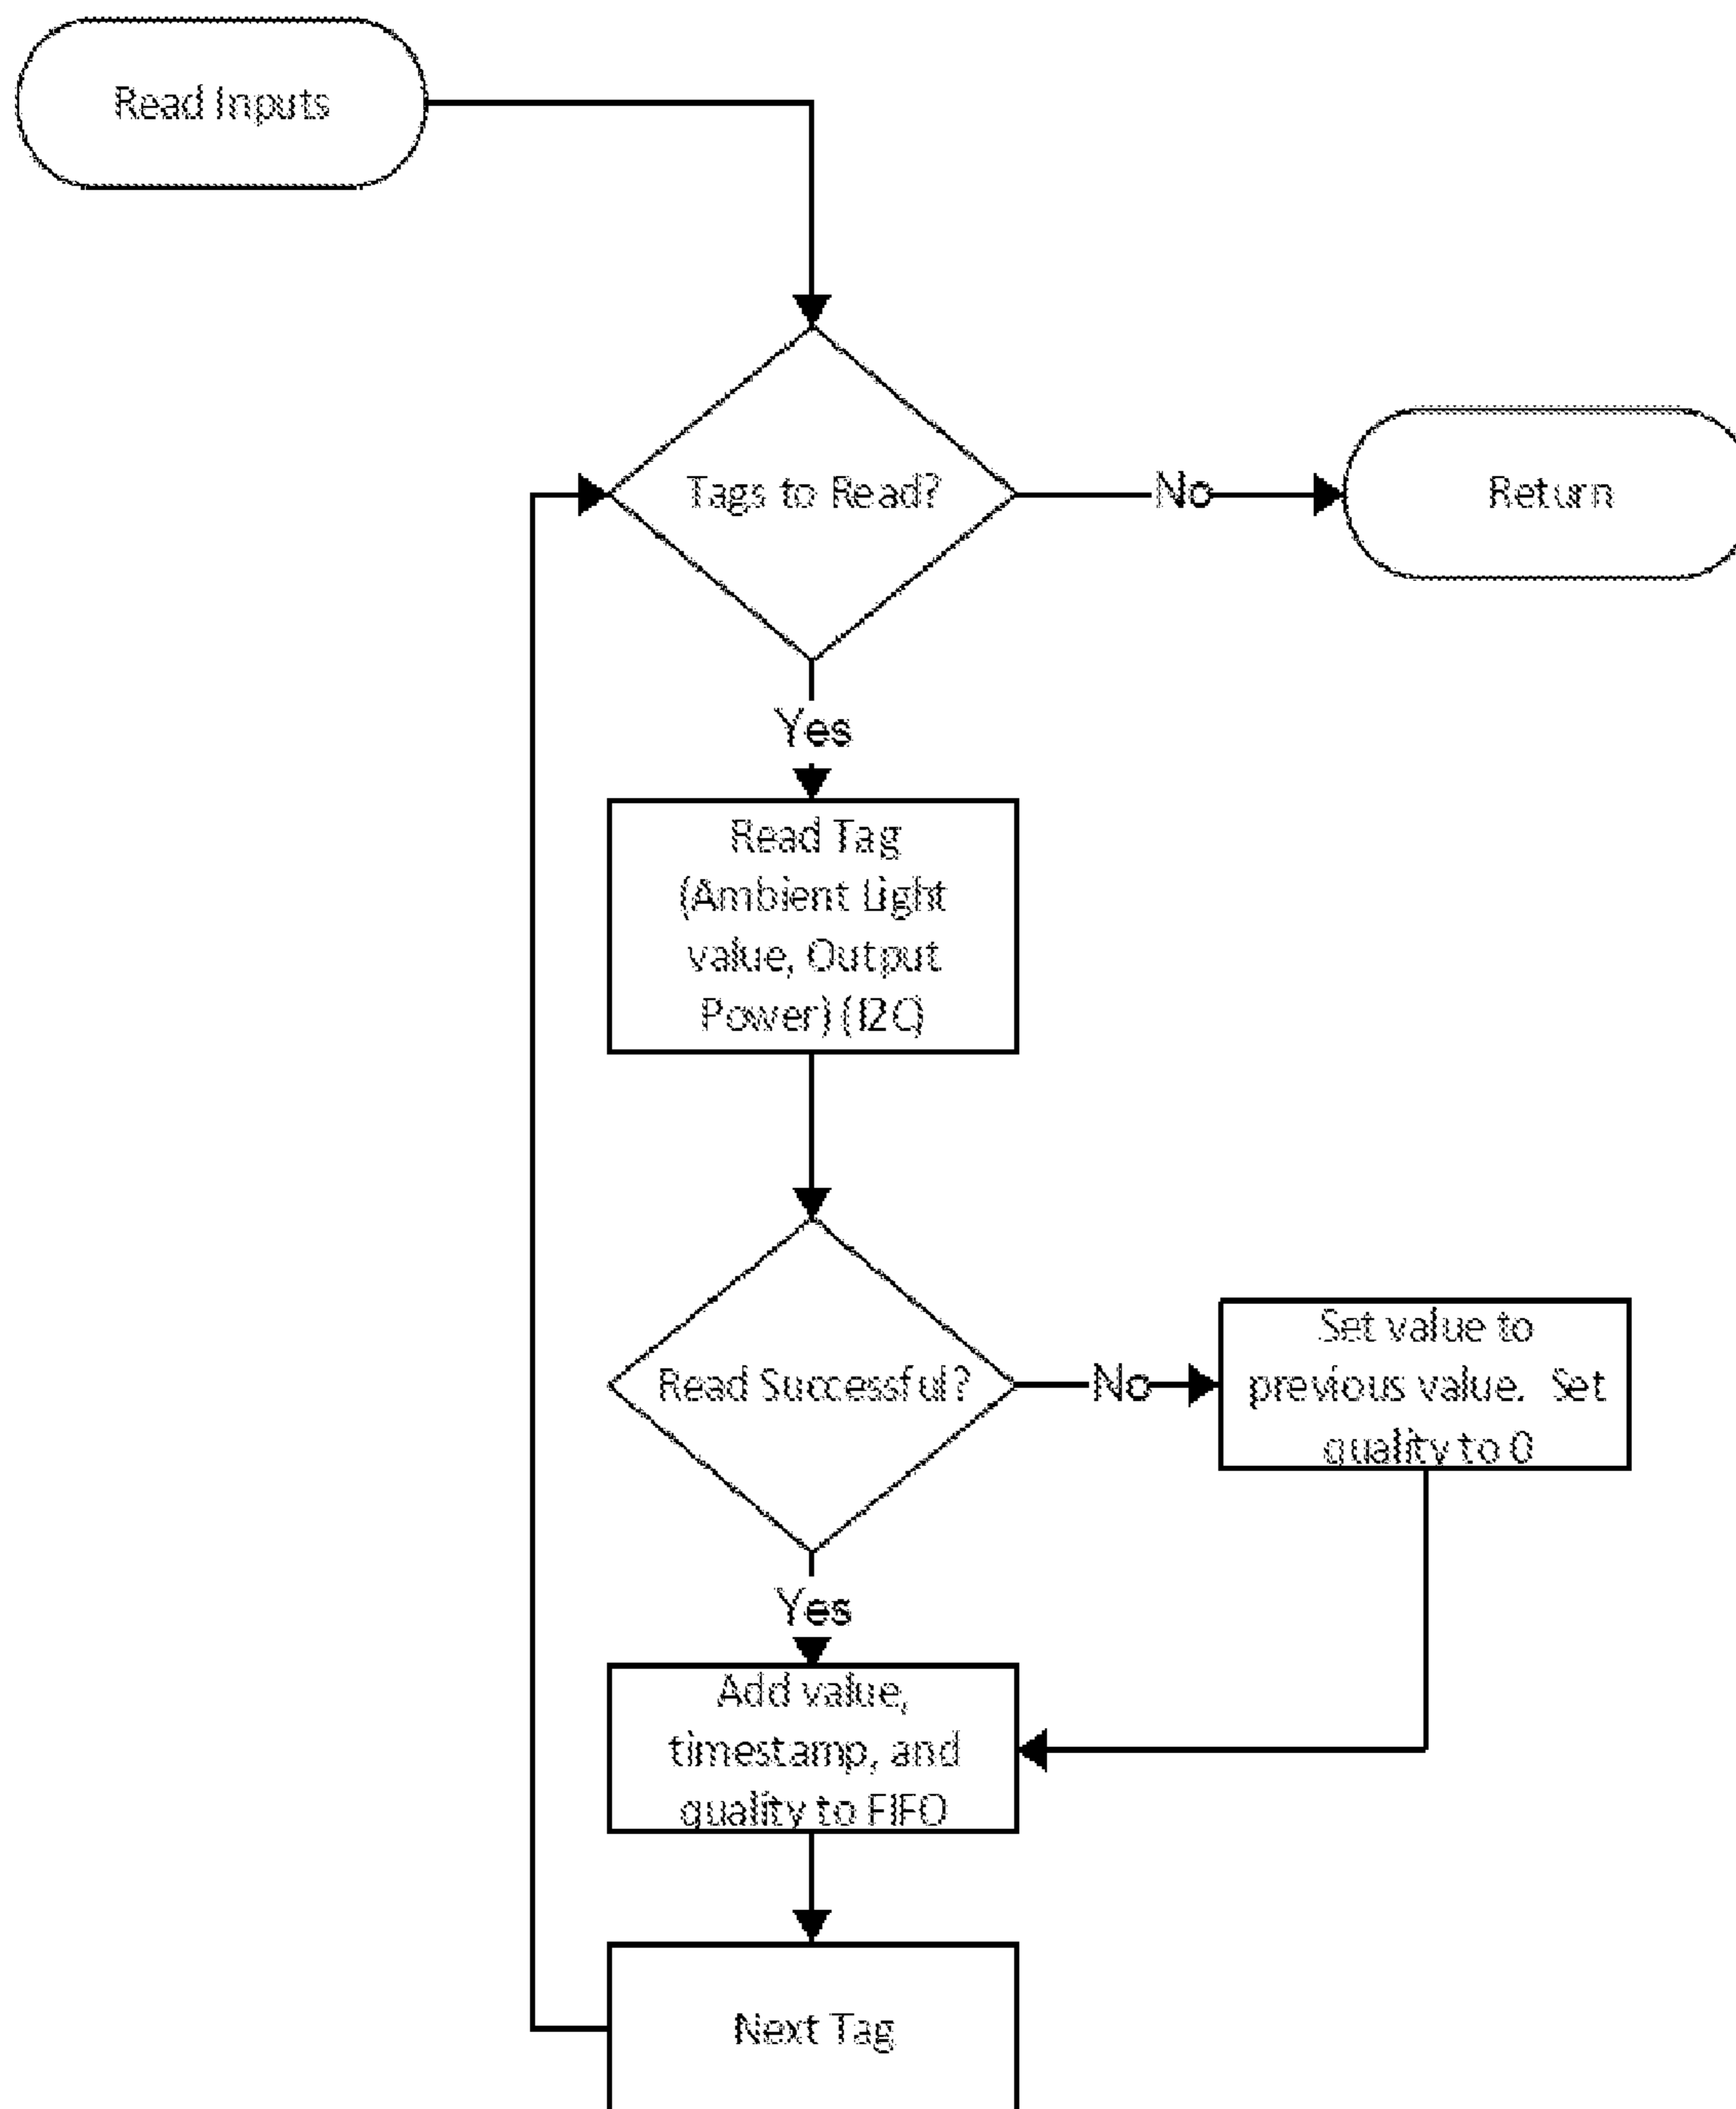 Read Inputs
Tags to Read?
No
Return
Yes
Read Tag
(Ambient Light
value, Output
Power) (I2C)
Read Successful?
No
Set value to
previous value.  Set
quality to 0
Yes
Add value,
timestamp, and
quality to FIFO
Next Tag